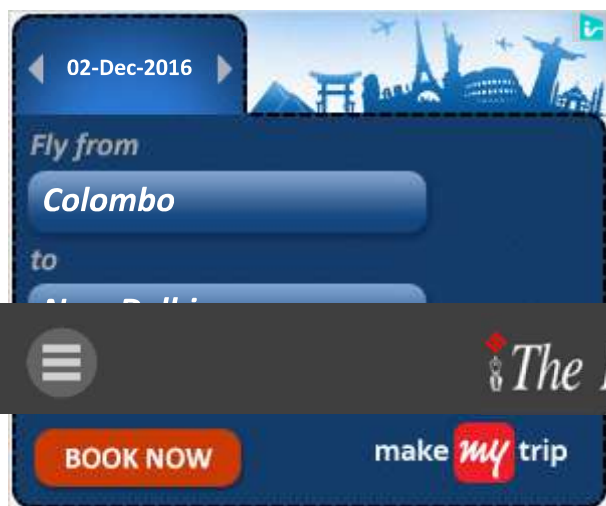 02-Dec-2016
Fly from
Colombo
to
The
BOOK NOW
make my trip